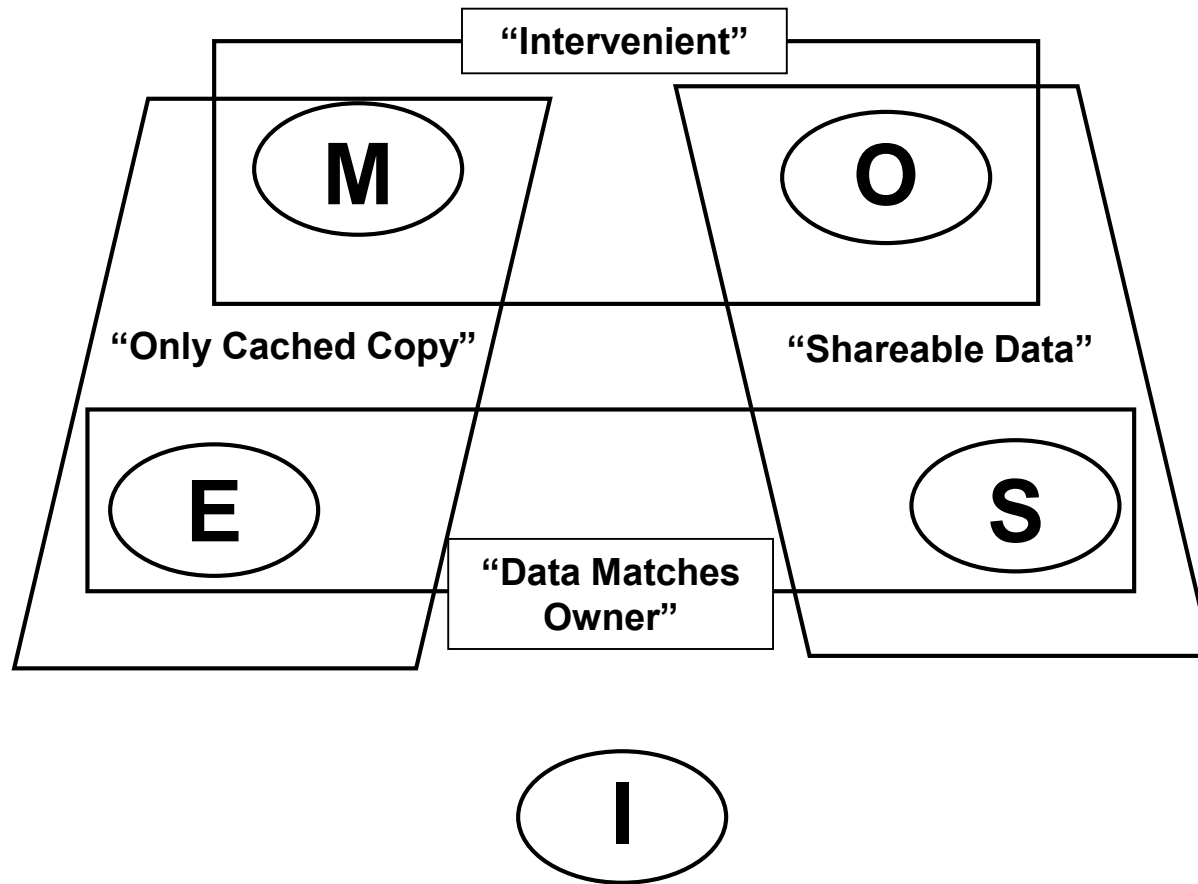 “Intervenient”
M
O
“Only Cached Copy”
“Shareable Data”
E
S
“Data Matches
Owner”
I